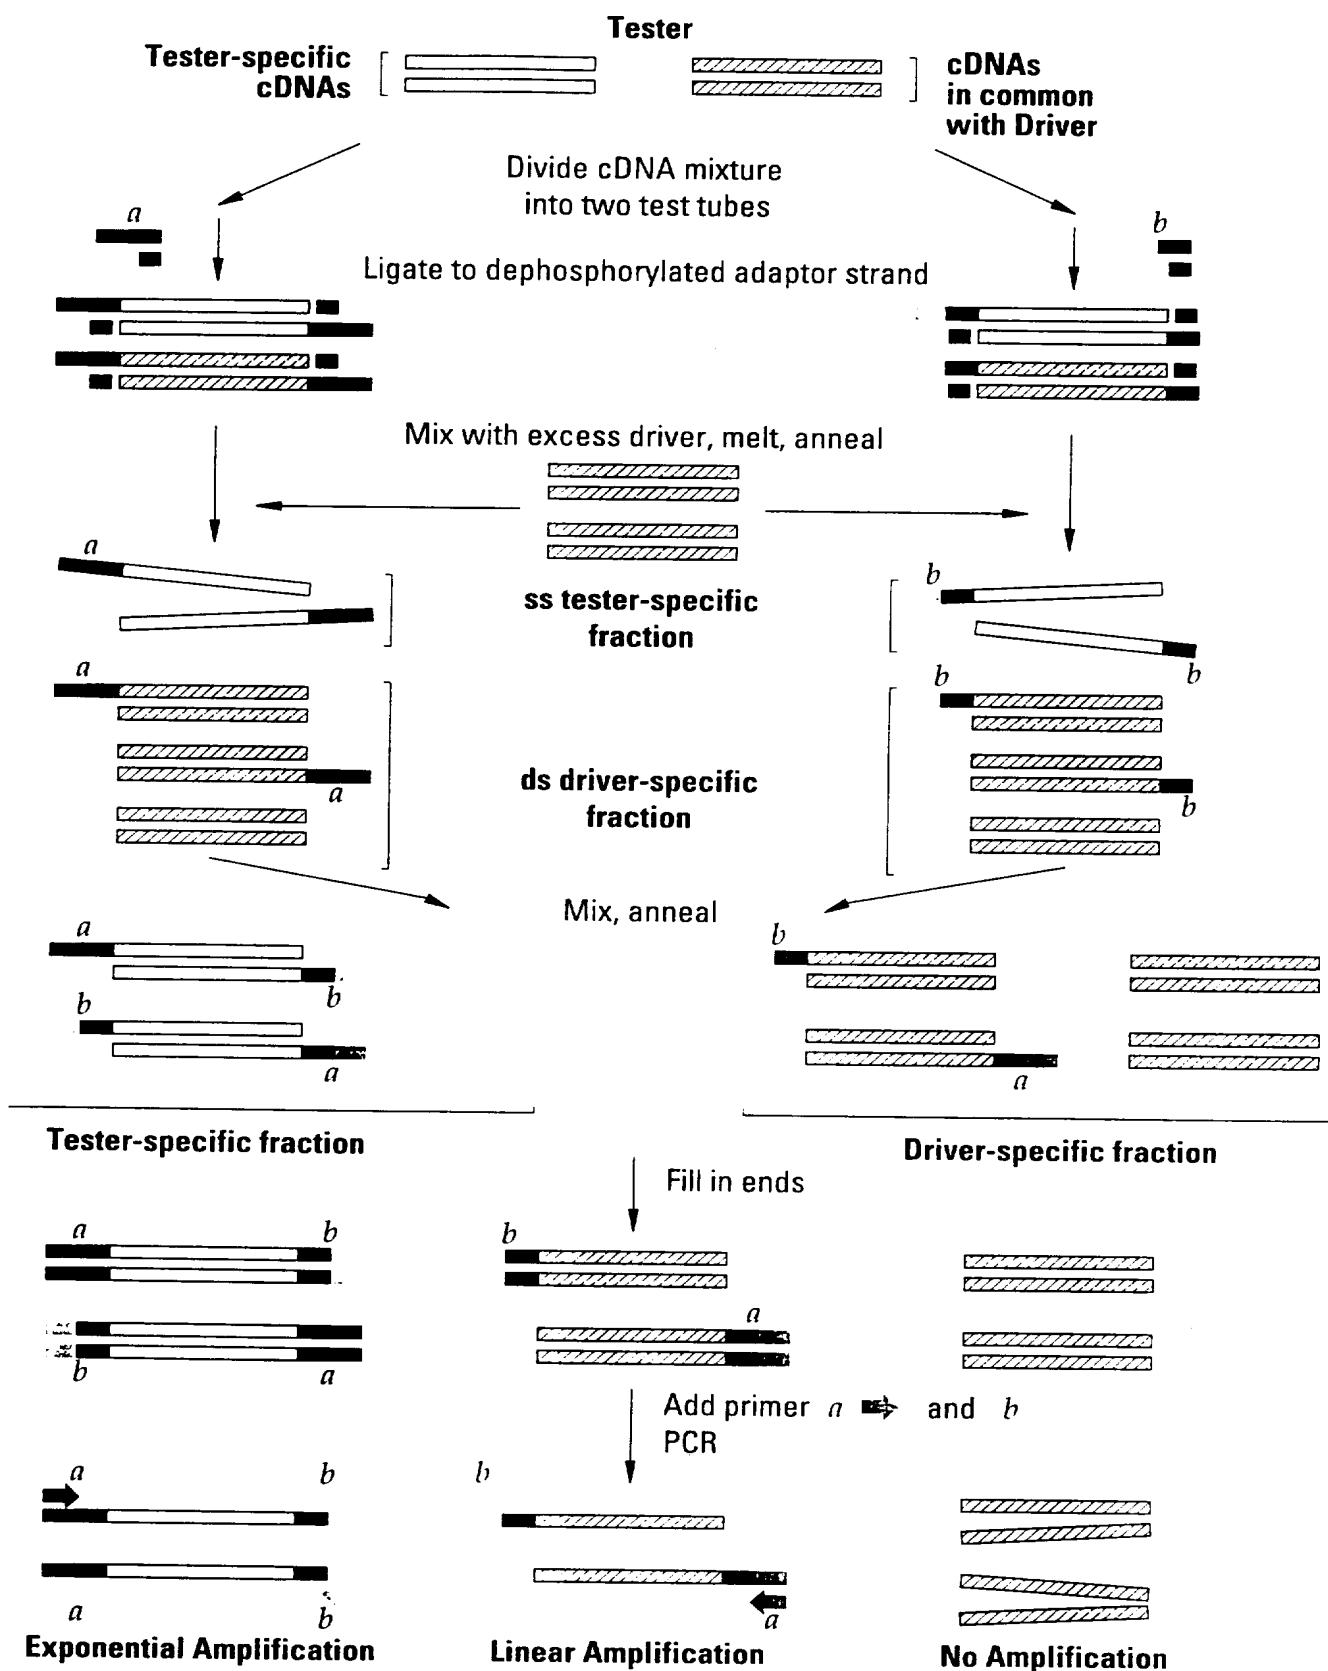 Tester
Tester-specific
cDNAs
cDNAs
in common
with Driver
Divide cDNA mixture
into two test tubes
a
b
Ligate to dephosphorylated adaptor strand
Mix with excess driver, melt, anneal
a
b
ss tester-specific
fraction
b
a
b
ds driver-specific
fraction
a
b
Mix, anneal
a
b
b
b
a
a
Tester-specific fraction
Driver-specific fraction
Fill in ends
a
b
b
a
b
a
Add primer a and b
PCR
a
b
b
a
b
a
Exponential Amplification
Linear Amplification
No Amplification